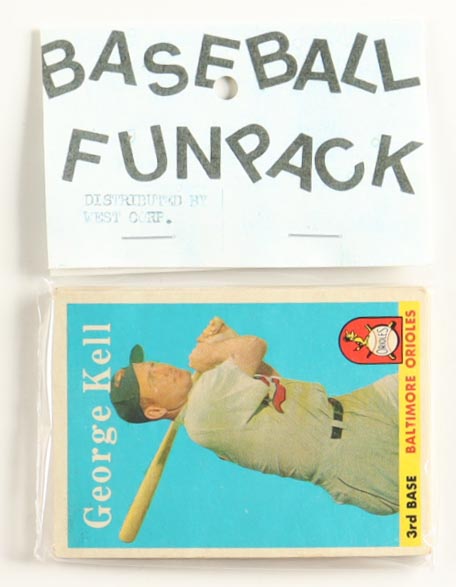 BASEBALL
FUNPACK
DISTRIBUTED BY
WEST CORP.
George Kell
ORIOLES
3rd BASE BALTIMORE ORIOLES